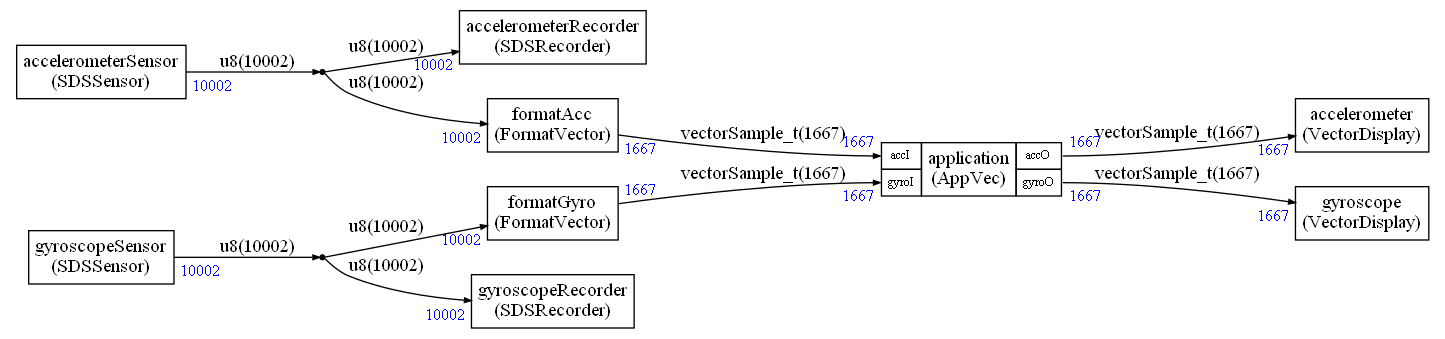 accelerometerSensor
(SDSSensor)
10002
u8(10002)
u8(10002)
10002
accelerometerRecorder
(SDSRecorder)
u8(10002)
10002
formatAcc
(FormatVector)
1667
vectorSample_t(1667)
1667
gyroscopeSensor
(SDSSensor)
10002
u8(10002)
u8(10002)
10002
formatGyro
(FormatVector)
1667
vectorSample_t(1667)
1667
u8(10002)
10002
gyroscopeRecorder
(SDSRecorder)
accI
gyroI
application
(AppVec)
accO
gyroO
1667
vectorSample_t(1667)
1667
accelerometer
(VectorDisplay)
1667
vectorSample_t(1667)
1667
gyroscope
(VectorDisplay)